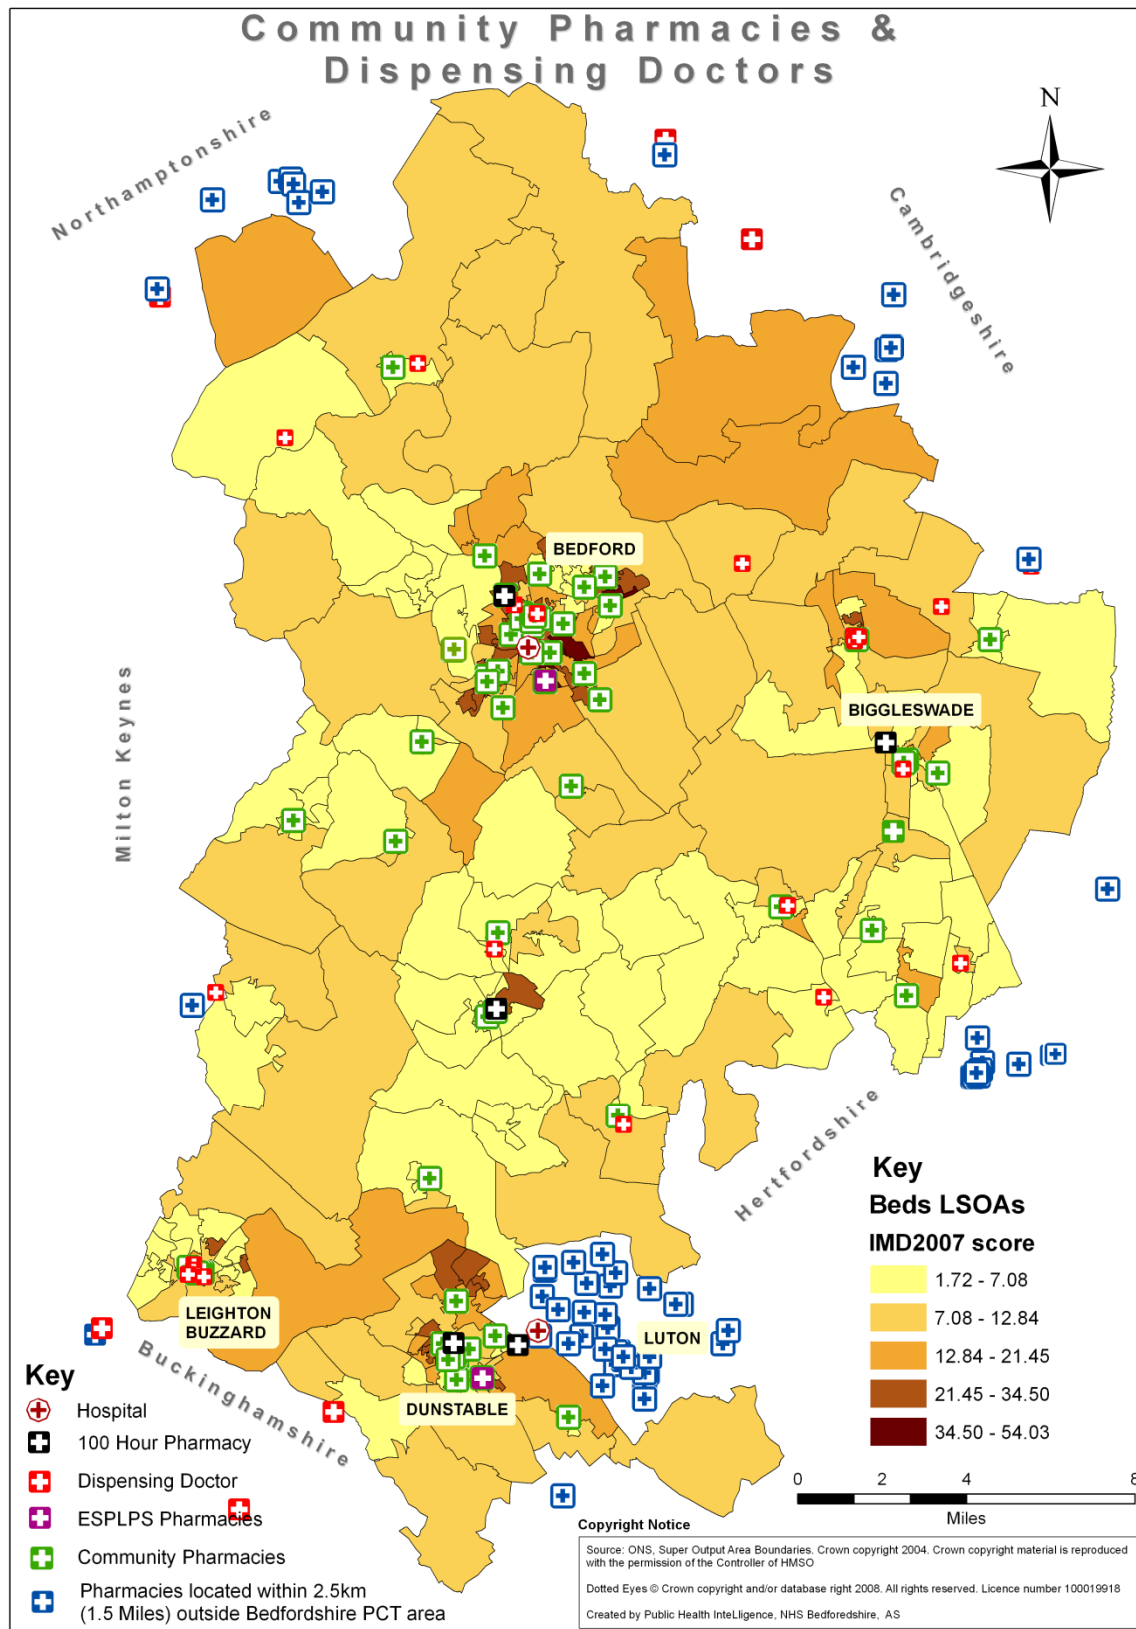 Community Pharmacies &
Dispensing Doctors
N
Northamptonshire
Cambridgeshire
BEDFORD
BIGGLESWADE
Milton Keynes
Hertfordshire
LEIGHTON
BUZZARD
LUTON
DUNSTABLE
Buckinghamshire
Key
Beds LSOAs
IMD2007 score
1.72 - 7.08
7.08 - 12.84
12.84 - 21.45
21.45 - 34.50
34.50 - 54.03
0 2 4 8
Miles
Key
Hospital
100 Hour Pharmacy
Dispensing Doctor
ESPLPS Pharmacies
Community Pharmacies
Pharmacies located within 2.5km
(1.5 Miles) outside Bedfordshire PCT area
Copyright Notice
Source: ONS, Super Output Area Boundaries. Crown copyright 2004. Crown copyright material is reproduced
with the permission of the Controller of HMSO
Dotted Eyes © Crown copyright and/or database right 2008. All rights reserved. Licence number 100019918
Created by Public Health InteLligence, NHS Bedforedshire, AS